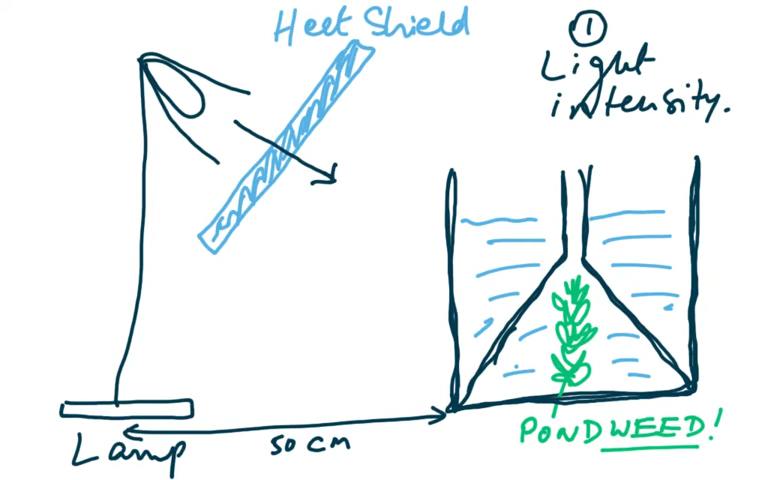 Heet Shield
①
Light
intensity.
Lamp
50 cm
PONDWEED!